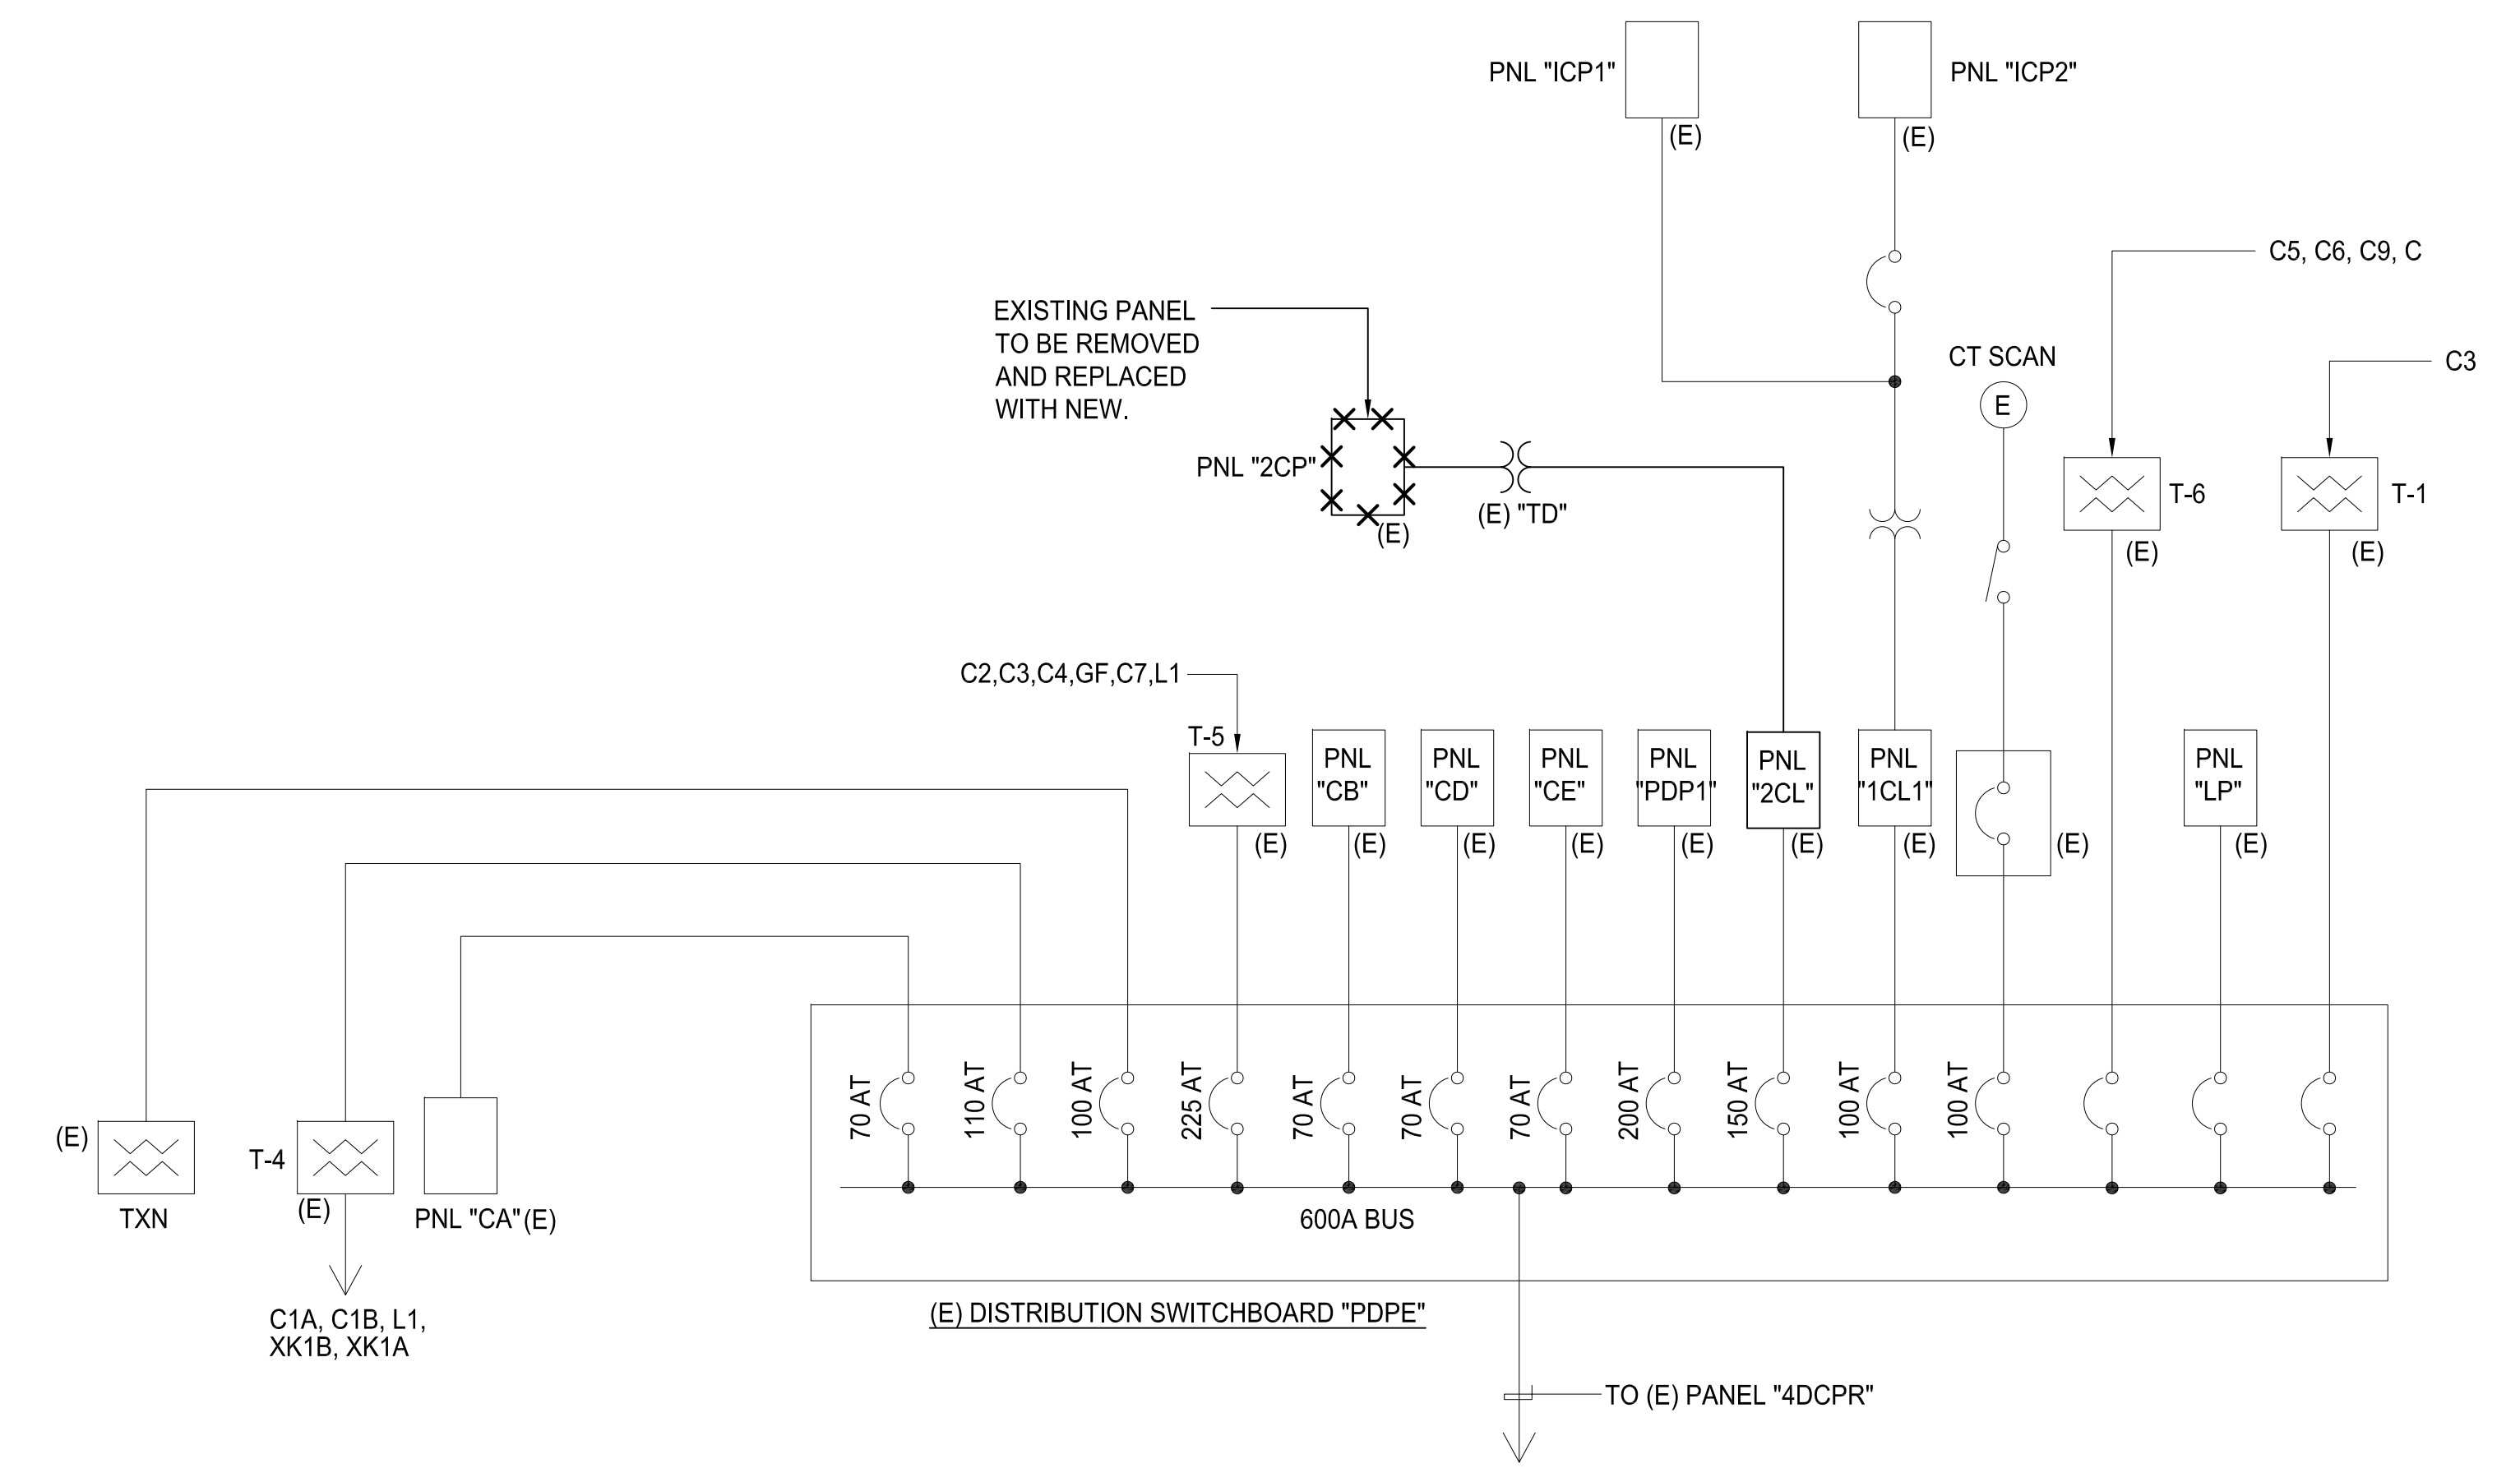 PNL "ICP1"
(E)
PNL "ICP2"
(E)
C5, C6, C9, C
EXISTING PANEL
TO BE REMOVED
AND REPLACED
WITH NEW.
CT SCAN
E
C3
PNL "2CP"
(E)
(E) "TD"
T-6
(E)
T-1
(E)
C2,C3,C4,GF,C7,L1
T-5
(E)
PNL
"CB"
(E)
PNL
"CD"
(E)
PNL
"CE"
(E)
PNL
"PDP1"
(E)
PNL
"2CL"
(E)
PNL
"1CL1"
(E)
(E)
PNL
"LP"
(E)
70 AT
110 AT
100 AT
225 AT
70 AT
70 AT
70 AT
200 AT
150 AT
100 AT
100 AT
(E)
TXN
T-4
(E)
PNL "CA" (E)
600A BUS
C1A, C1B, L1,
XK1B, XK1A
(E) DISTRIBUTION SWITCHBOARD "PDPE"
TO (E) PANEL "4DCPR"